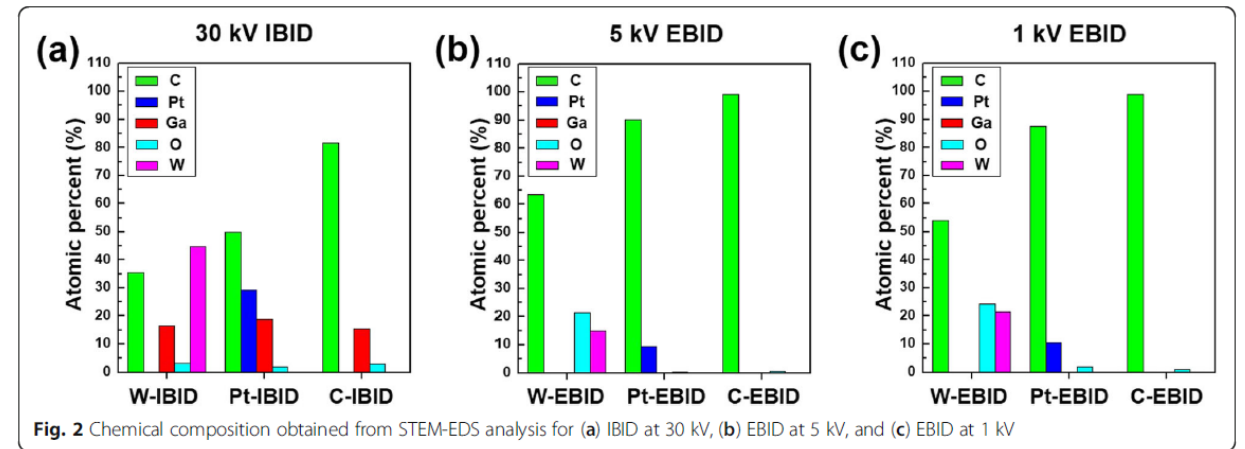 (a)
30 kV IBID
Atomic percent (%)
110
100
90
80
70
60
50
40
30
20
10
0
C
Pt
Ga
O
W
W-IBID Pt-IBID C-IBID
(b)
5 kV EBID
Atomic percent (%)
110
100
90
80
70
60
50
40
30
20
10
0
C
Pt
Ga
O
W
W-EBID Pt-EBID C-EBID
(c)
1 kV EBID
Atomic percent (%)
110
100
90
80
70
60
50
40
30
20
10
0
C
Pt
Ga
O
W
W-EBID Pt-EBID C-EBID
Fig. 2 Chemical composition obtained from STEM-EDS analysis for (a) IBID at 30 kV, (b) EBID at 5 kV, and (c) EBID at 1 kV